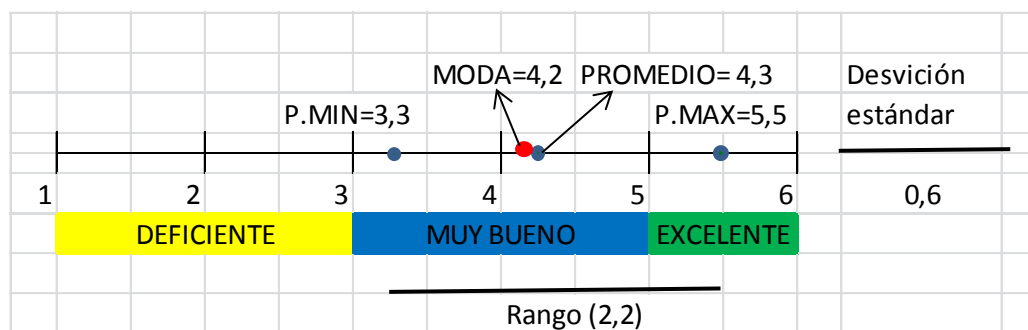 MODA=4,2 PROMEDIO= 4,3 Desvición
P.MIN=3,3 P.MAX=5,5 estándar
1 2 3 4 5 6 0,6
DEFICIENTE MUY BUENO EXCELENTE
Rango (2,2)